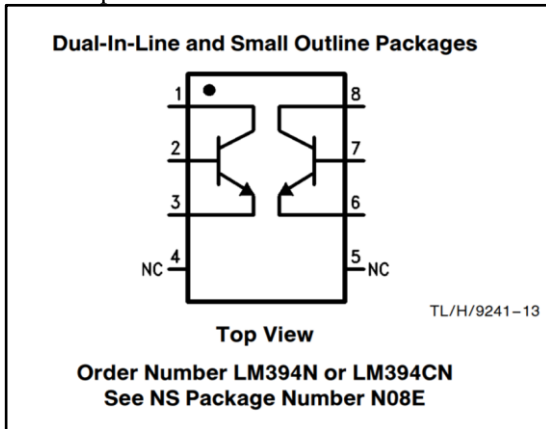 Dual-In-Line and Small Outline Packages
1 8
2 7
3 6
NC 4 5 NC
TL/H/9241–13
Top View
Order Number LM394N or LM394CN
See NS Package Number N08E